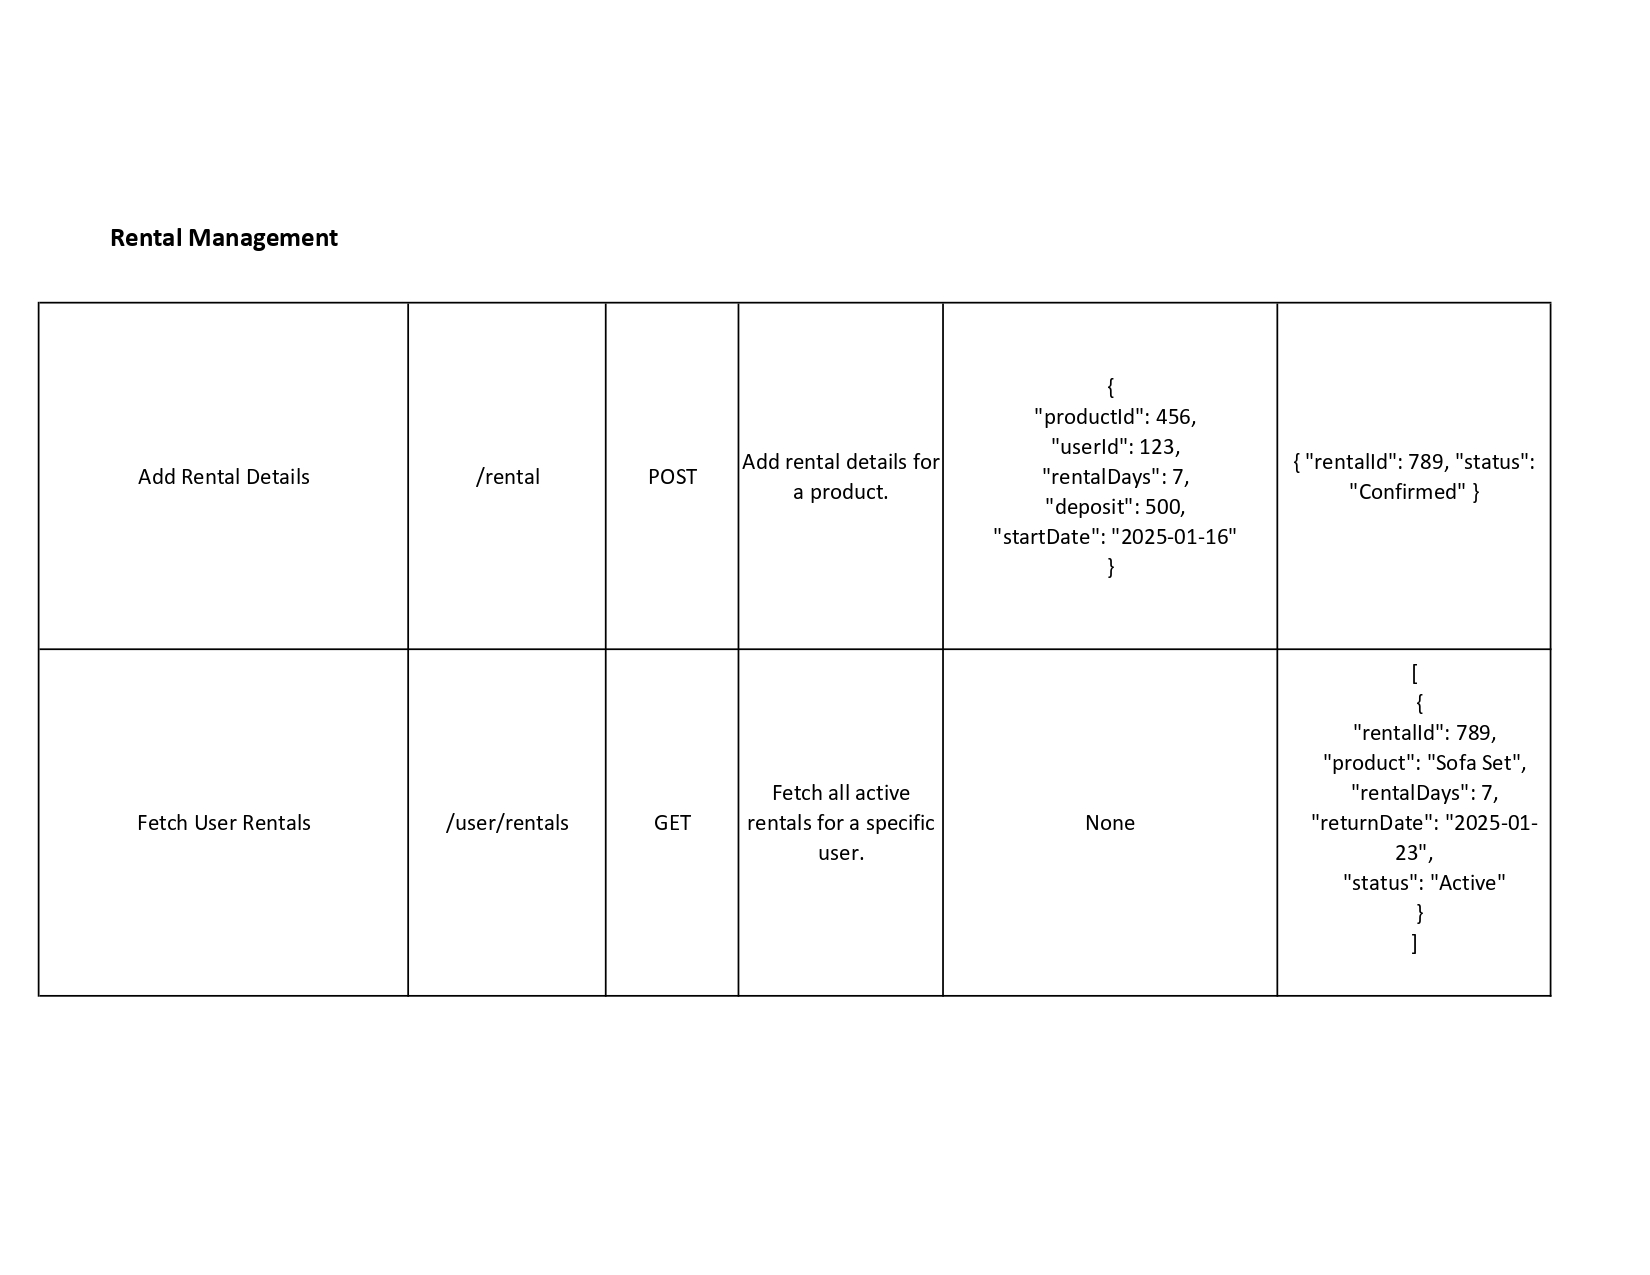 Rental Management
Add Rental Details
/rental
POST
Add rental details for
a product.
{
"productId": 456,
"userId": 123,
"rentalDays": 7,
"deposit": 500,
"startDate": "2025-01-16"
}
{ "rentalId": 789, "status":
"Confirmed" }
Fetch User Rentals
/user/rentals
GET
Fetch all active
rentals for a specific
user.
None
[
{
"rentalId": 789,
"product": "Sofa Set",
"rentalDays": 7,
"returnDate": "2025-01-
23",
"status": "Active"
}
]